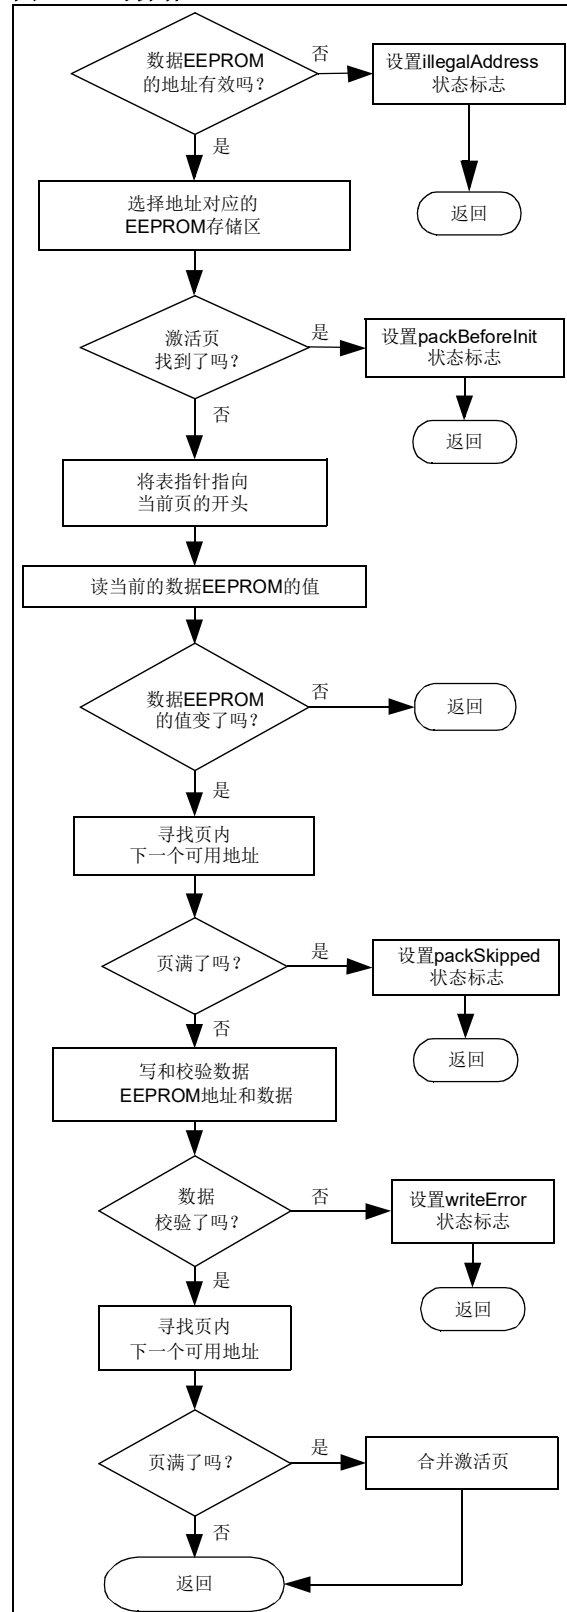 数据EEPROM
的地址有效吗？
否
设置illegalAddress
状态标志
是
返回
选择地址对应的
EEPROM存储区
激活页
找到了吗？
是
设置packBeforeInit
状态标志
否
返回
将表指针指向
当前页的开头
读当前的数据EEPROM的值
数据EEPROM
的值变了吗？
否
返回
是
寻找页内
下一个可用地址
页满了吗？
是
设置packSkipped
状态标志
否
返回
写和校验数据
EEPROM地址和数据
数据
校验了吗？
否
设置writeError
状态标志
是
返回
寻找页内
下一个可用地址
页满了吗？
是
合并激活页
否
返回